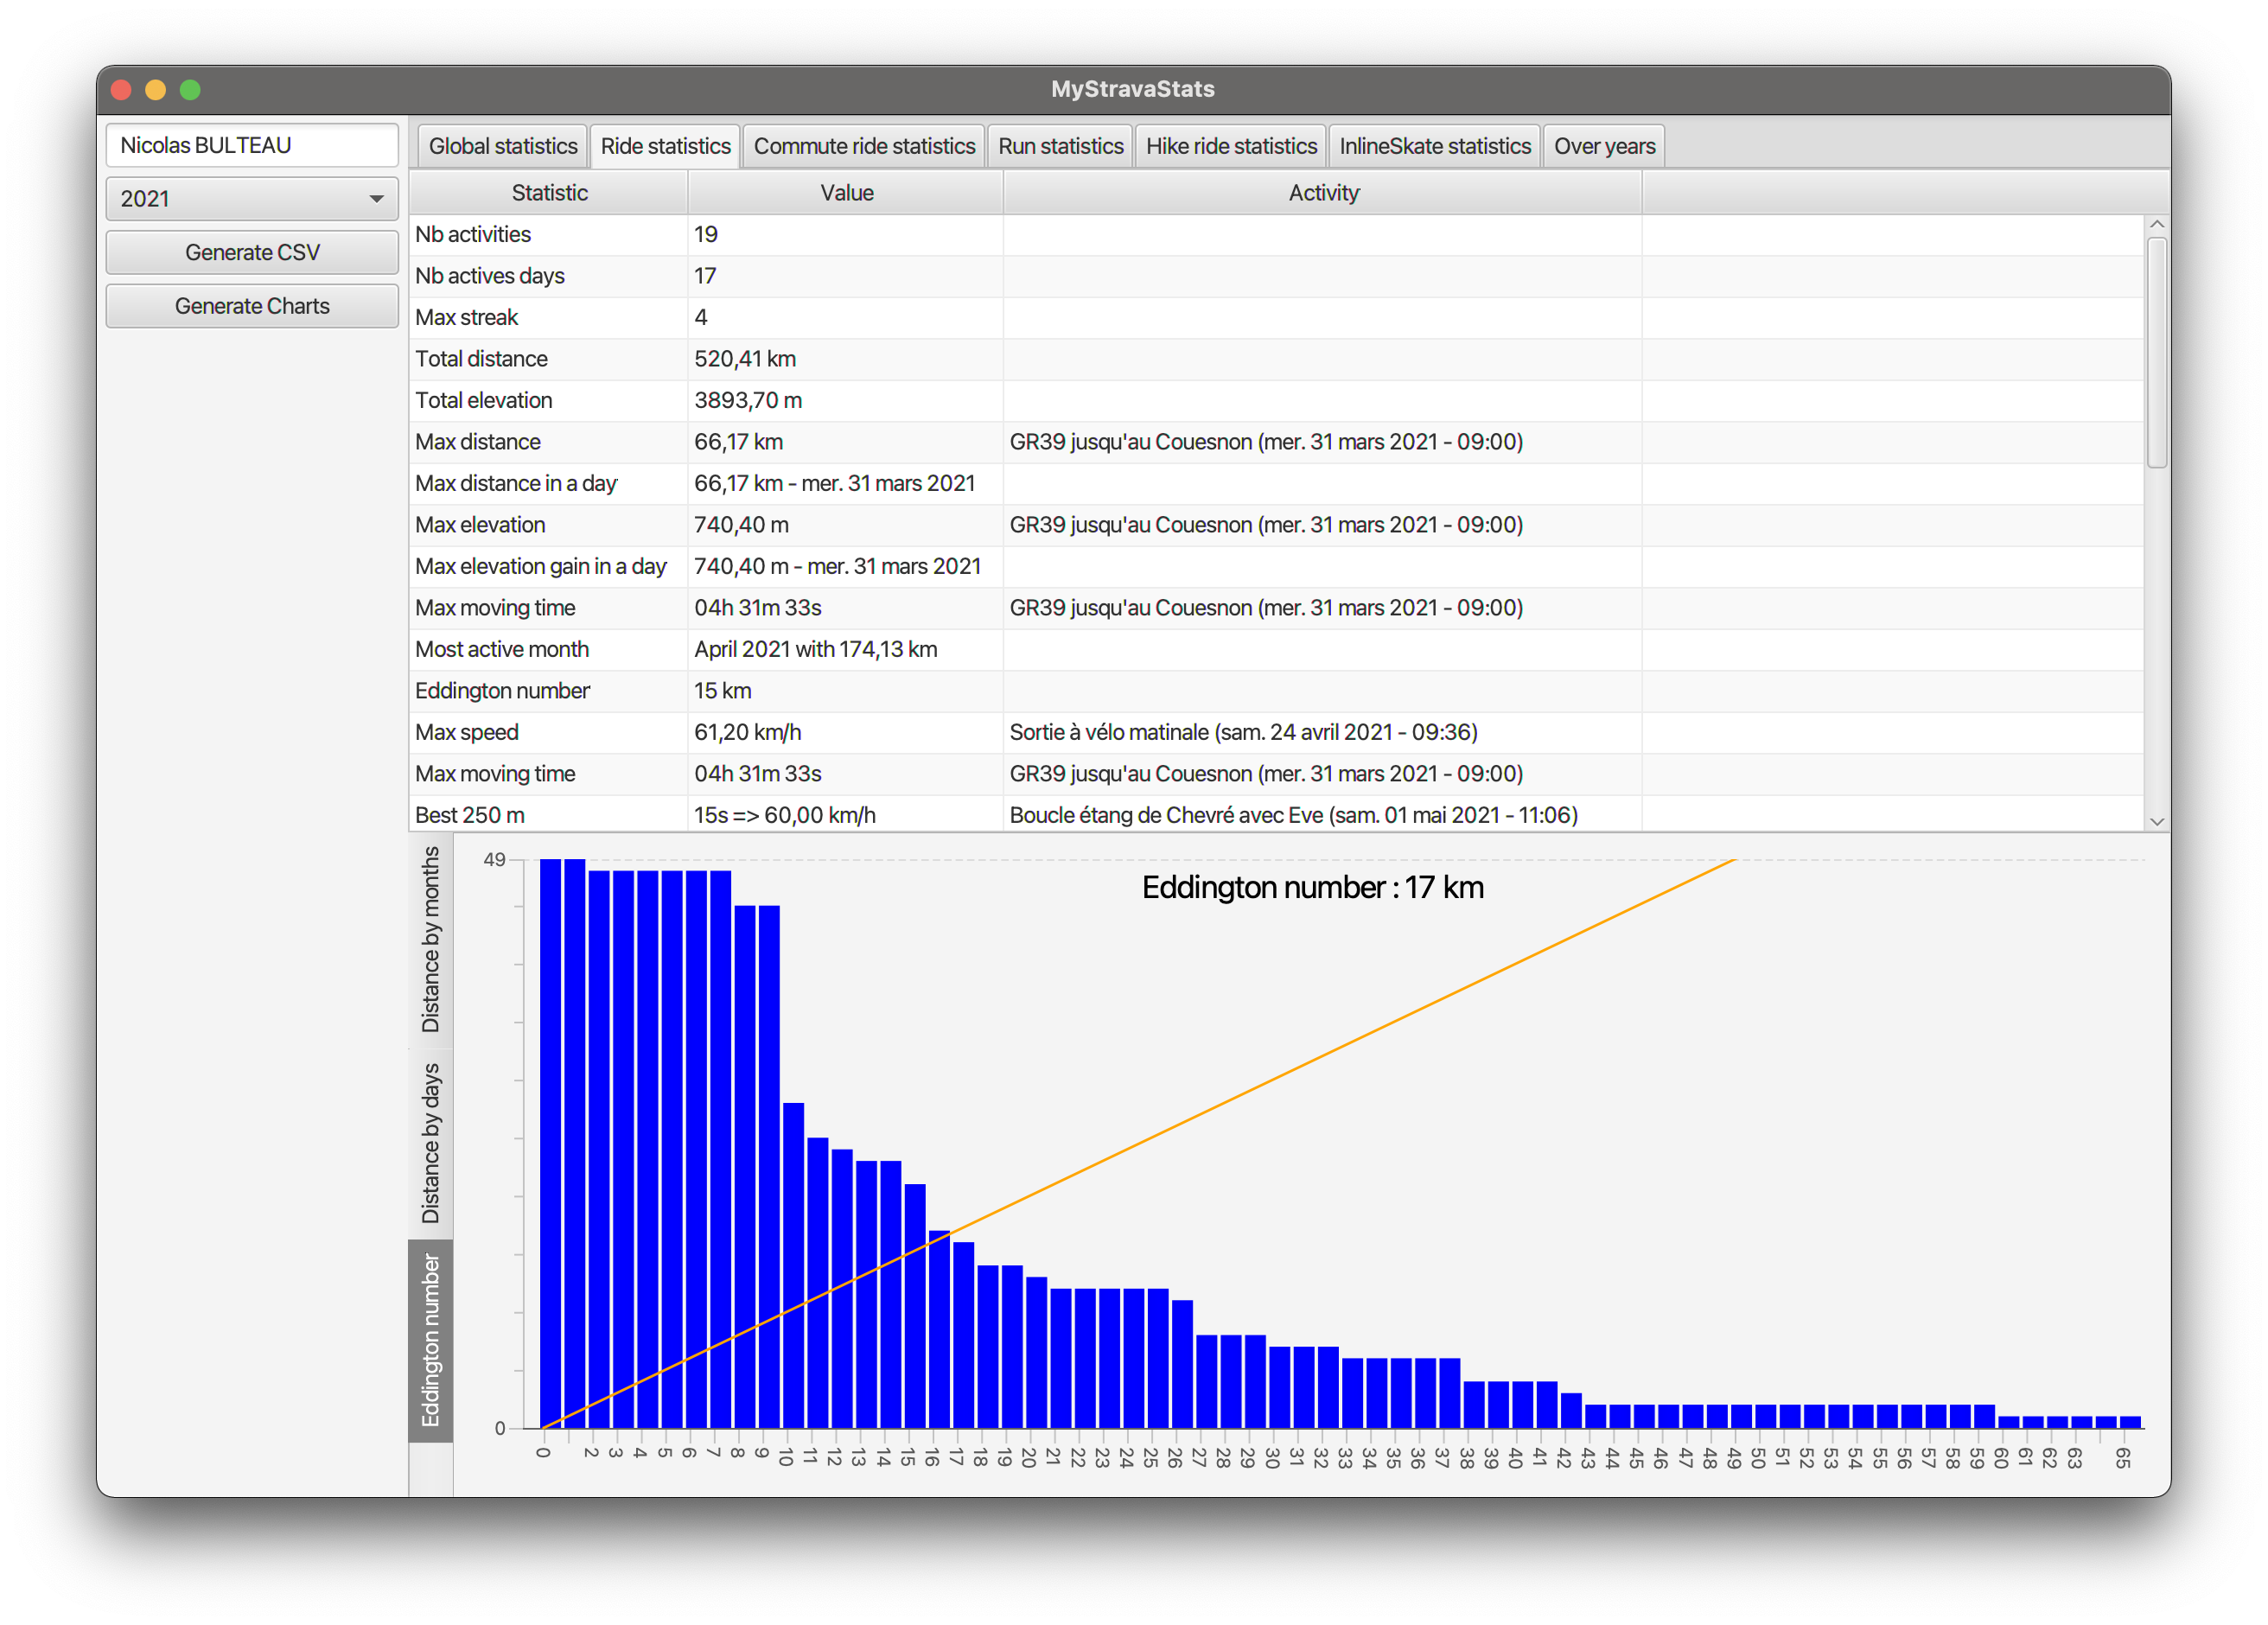 MyStravaStats
Nicolas BULTEAU
2021
Generate CSV
Generate Charts
Global statistics Ride statistics Commute ride statistics Run statistics Hike ride statistics InlineSkate statistics Over years
Statistic Value Activity
Nb activities 19
Nb actives days 17
Max streak 4
Total distance 520,41 km
Total elevation 3893,70 m
Max distance 66,17 km GR39 jusqu'au Couesnon (mer. 31 mars 2021 - 09:00)
Max distance in a day 66,17 km - mer. 31 mars 2021
Max elevation 740,40 m GR39 jusqu'au Couesnon (mer. 31 mars 2021 - 09:00)
Max elevation gain in a day 740,40 m - mer. 31 mars 2021
Max moving time 04h 31m 33s GR39 jusqu'au Couesnon (mer. 31 mars 2021 - 09:00)
Most active month April 2021 with 174,13 km
Eddington number 15 km
Max speed 61,20 km/h Sortie à vélo matinale (sam. 24 avril 2021 - 09:36)
Max moving time 04h 31m 33s GR39 jusqu'au Couesnon (mer. 31 mars 2021 - 09:00)
Best 250 m 15s => 60,00 km/h Boucle étang de Chevré avec Eve (sam. 01 mai 2021 - 11:06)
Distance by months
Distance by days
Eddington number
49
Eddington number : 17 km
0
0 2 3 4 5 6 7 8 9 10 11 12 13 14 15 16 17 18 19 20 21 22 23 24 25 26 27 28 29 30 31 32 33 34 35 36 37 38 39 40 41 42 43 44 45 46 47 48 49 50 51 52 53 54 55 56 57 58 59 60 61 62 63 65